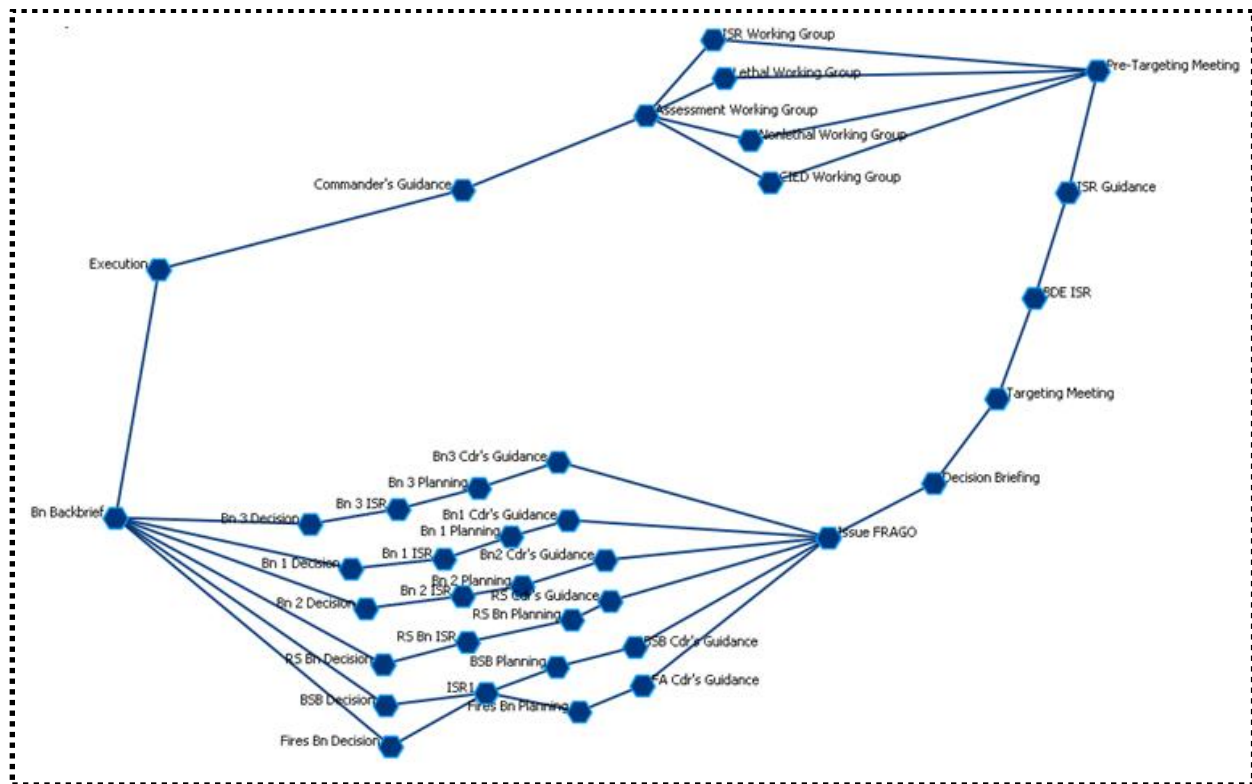 ISR Working Group
Pre-Targeting Meeting
Lethal Working Group
Assessment Working Group
Nonlethal Working Group
CIED Working Group
Commander's Guidance
ISR Guidance
Execution
BDE ISR
Targeting Meeting
Bn3 Cdr's Guidance
Decision Briefing
Bn 3 Planning
Bn 3 ISR
Bn Backbrief
Bn 3 Decision
Bn1 Cdr's Guidance
Bn 1 Planning
Issue FRAGO
Bn 1 ISR
Bn2 Cdr's Guidance
Bn 1 Decision
Bn 2 Planning
Bn 2 ISR
RS Cdr's Guidance
Bn 2 Decision
RS Bn Planning
RS Bn ISR
BSB Cdr's Guidance
RS Bn Decision
BSB Planning
FA Cdr's Guidance
ISR1
BSB Decision
Fires Bn Planning
Fires Bn Decision